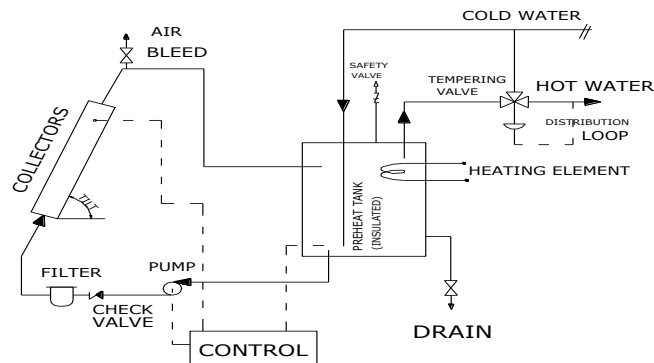 COLD WATER
AIR
BLEED
SAFETY
VALVE
TEMPERING
VALVE
HOT WATER
DISTRIBUTION
LOOP
COLLECTORS
TILT
HEATING ELEMENT
PREHEAT TANK
(INSULATED)
FILTER
PUMP
CHECK
VALVE
DRAIN
CONTROL